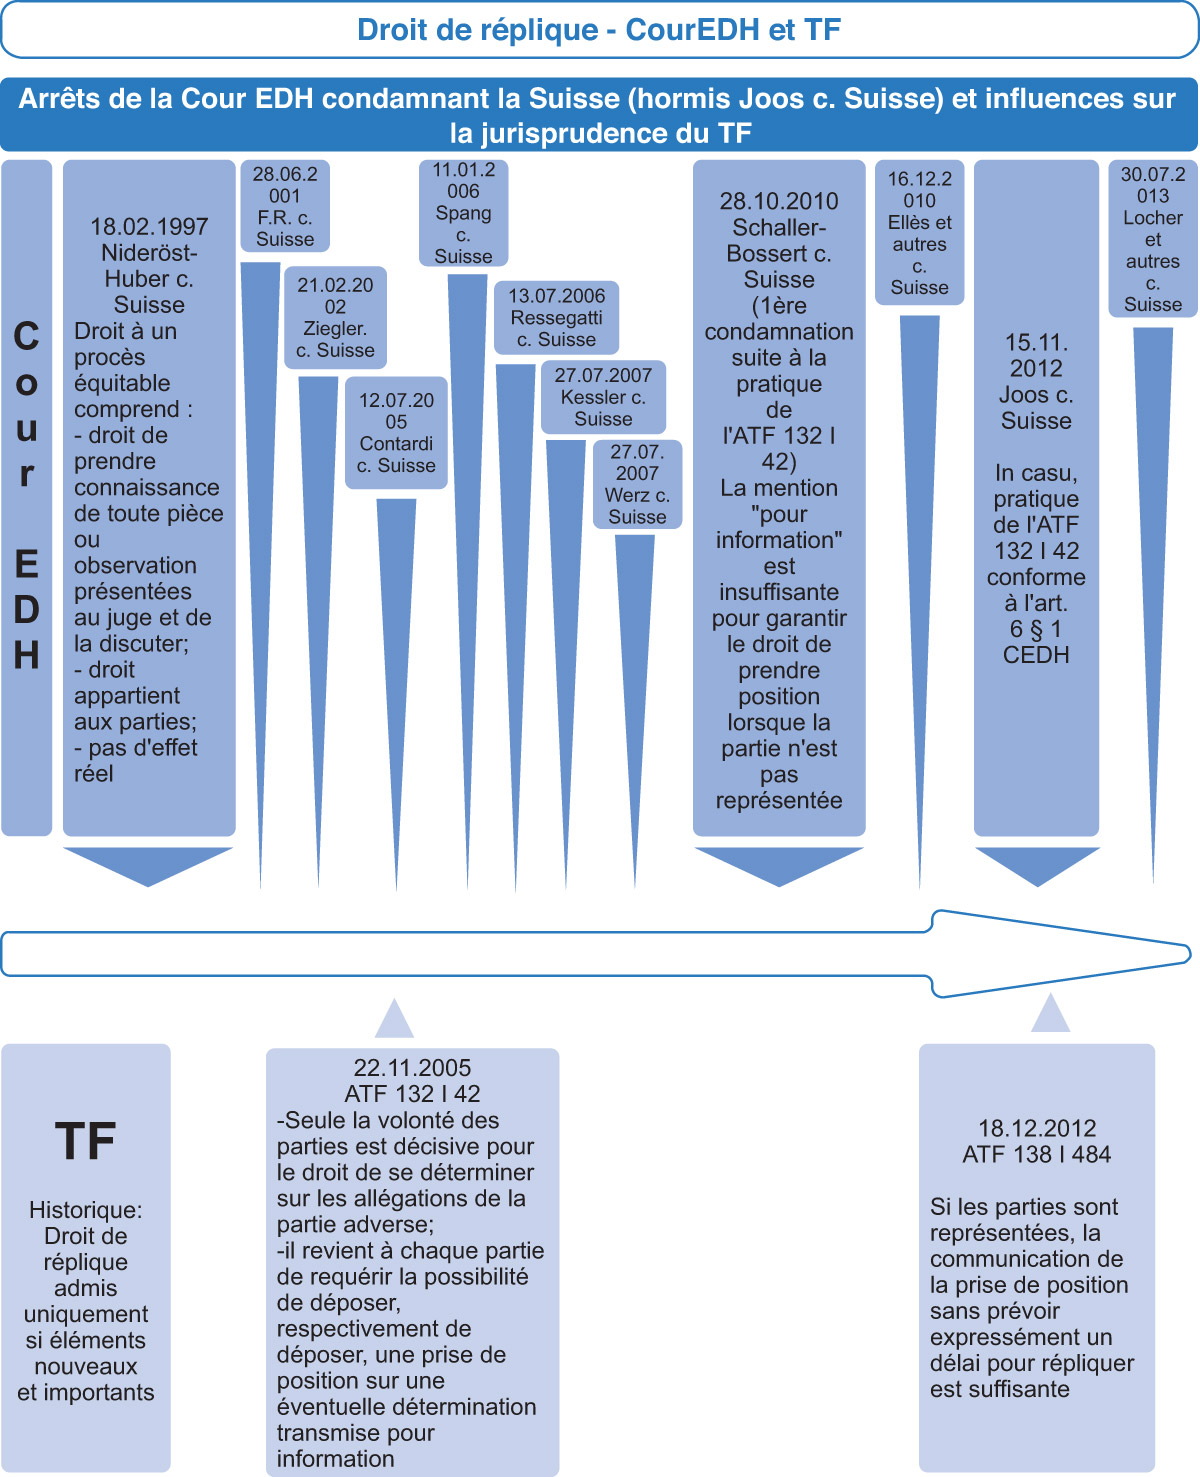 Droit de réplique - CourEDH et TF
Arrêts de la Cour EDH condamnant la Suisse (hormis Joos c. Suisse) et influences sur
la jurisprudence du TF
C
o
u
r
E
D
H
18.02.1997
Nideröst-
Huber c.
Suisse
Droit à un
procès
équitable
comprend :
- droit de
prendre
connaissance
de toute pièce
ou
observation
présentées
au juge et de
la discuter;
- droit
appartient
aux parties;
- pas d'effet
réel
28.06.2
001
F.R. c.
Suisse
21.02.20
02
Ziegler.
c. Suisse
12.07.20
05
Contardi
c. Suisse
11.01.2
006
Spang
c.
Suisse
13.07.2006
Ressegatti
c. Suisse
27.07.2007
Kessler c.
Suisse
27.07.
2007
Werz c.
Suisse
28.10.2010
Schaller-
Bossert c.
Suisse
(1ère
condamnation
suite à la
pratique
de
l'ATF 132 I
42)
La mention
"pour
information"
est
insuffisante
pour garantir
le droit de
prendre
position
lorsque la
partie n'est
pas
représentée
16.12.2
010
Ellès et
autres
c.
Suisse
15.11.
2012
Joos c.
Suisse
In casu,
pratique
de l'ATF
132 I 42
conforme
à l'art.
6 § 1
CEDH
30.07.2
013
Locher
et
autres
c.
Suisse
TF
Historique:
Droit de
réplique
admis
uniquement
si éléments
nouveaux
et importants
22.11.2005
ATF 132 I 42
-Seule la volonté des
parties est décisive pour
le droit de se déterminer
sur les allégations de la
partie adverse;
-il revient à chaque partie
de requérir la possibilité
de déposer,
respectivement de
déposer, une prise de
position sur une
éventuelle détermination
transmise pour
information
18.12.2012
ATF 138 I 484
Si les parties sont
représentées, la
communication de
la prise de position
sans prévoir
expressément un
délai pour répliquer
est suffisante